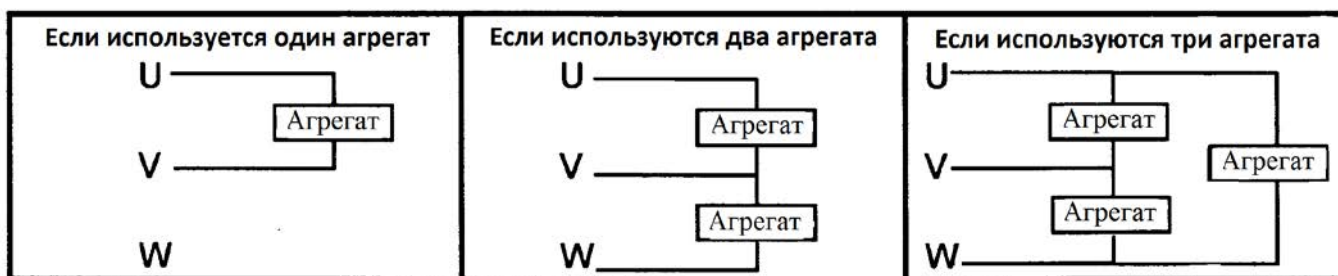 Если используется один агрегат
U
Агрегат
V
W
Если используются два агрегата
U
Агрегат
V
Агрегат
W
Если используются три агрегата
U
Агрегат
V
Агрегат
Агрегат
W